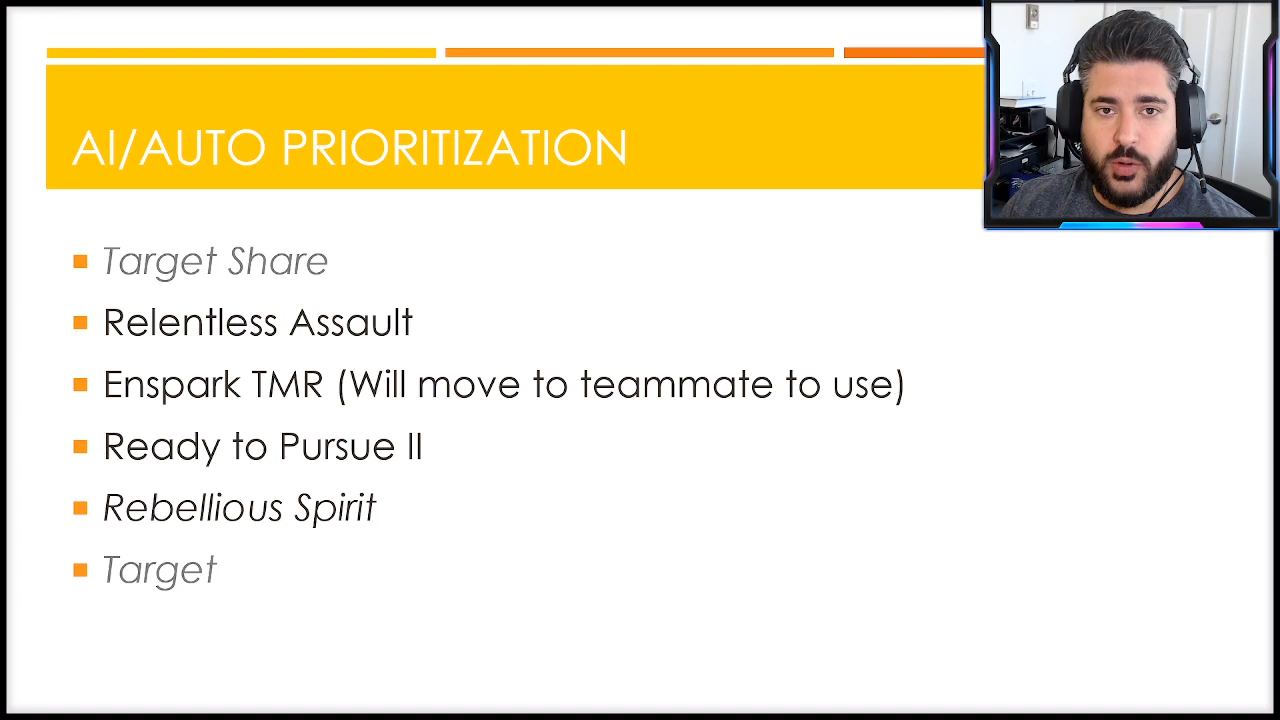 AI/AUTO PRIORITIZATION
Target Share
Relentless Assault
Enspark TMR (Will move to teammate to use)
Ready to Pursue II
Rebellious Spirit
Target